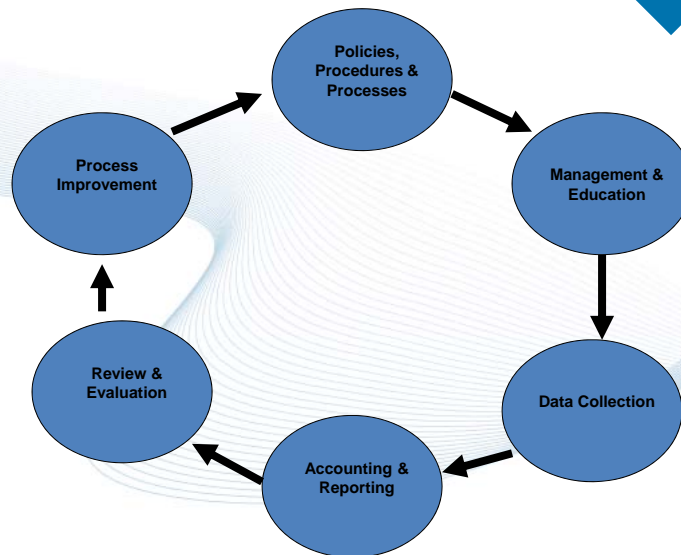 Policies,
Procedures &
Processes
Management &
Education
Data Collection
Accounting &
Reporting
Review &
Evaluation
Process
Improvement